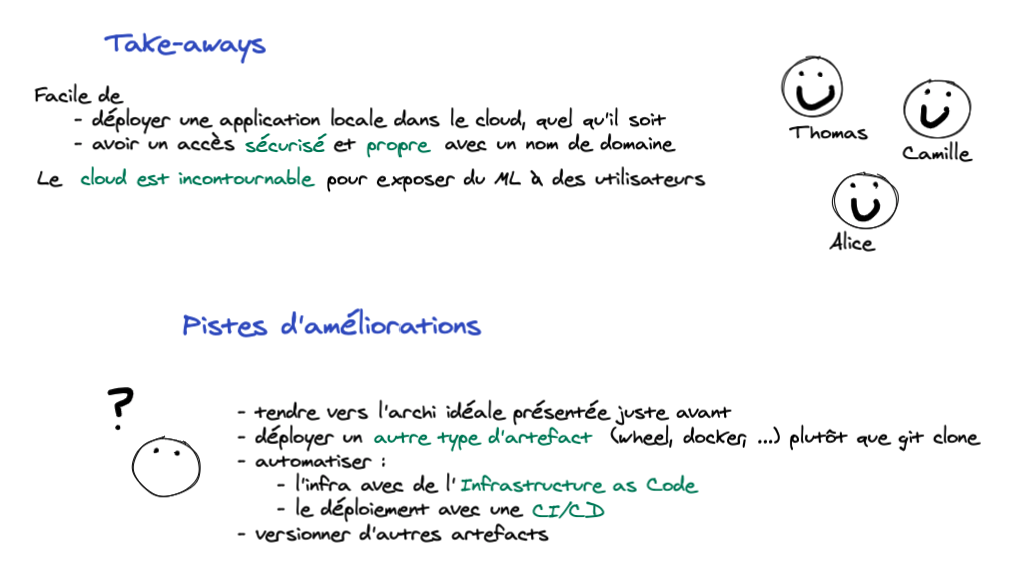 Take-aways
Facile de
- déployer une application locale dans le cloud, quel qu'il soit
- avoir un accès sécurisé et propre avec un nom de domaine
Le cloud est incontournable pour exposer du ML à des utilisateurs
Thomas
Camille
Alice
Pistes d'améliorations
?
- tendre vers l'archi idéale présentée juste avant
- déployer un autre type d'artefact (wheel, docker, ...) plutôt que git clone
- automatiser :
- l'infra avec de l'Infrastructure as Code
- le déploiement avec une CI/CD
- versionner d'autres artefacts